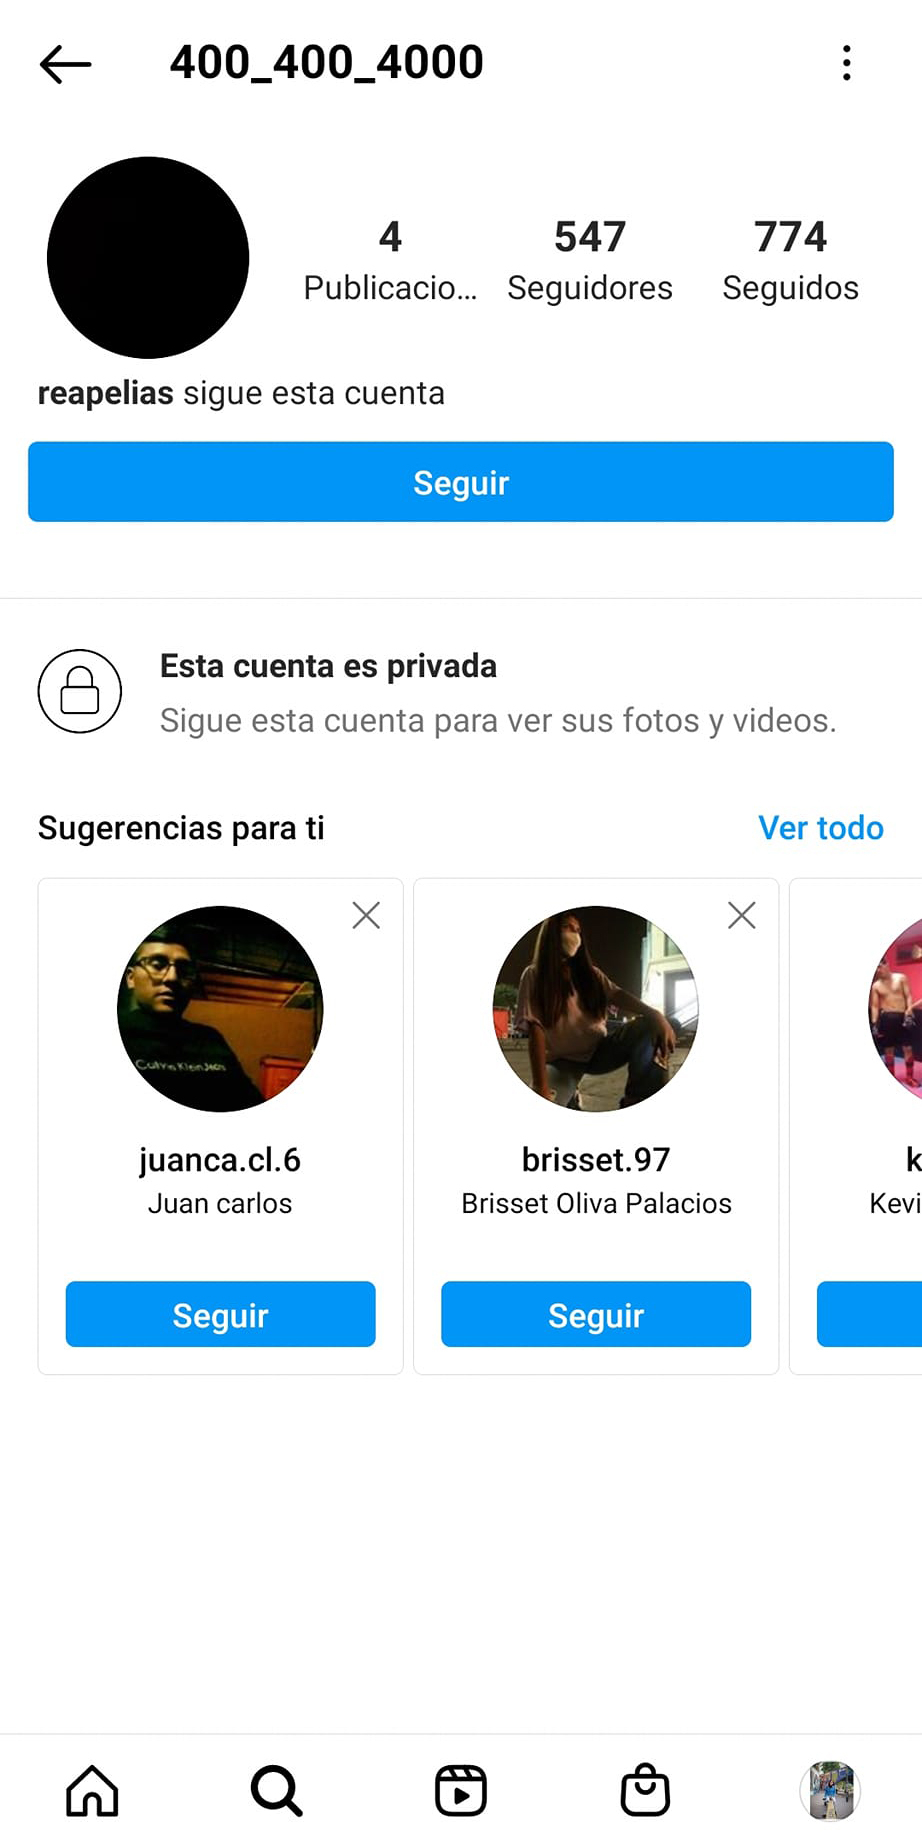 400_400_4000
4
547
774
Publicacio...
Seguidores
Seguidos
reapelias sigue esta cuenta
Seguir
Esta cuenta es privada
Sigue esta cuenta para ver sus fotos y videos.
Sugerencias para ti
Ver todo
Calvin Klein Jeans
juanca.cl.6
Juan carlos
Seguir
brisset.97
Brisset Oliva Palacios
Seguir
k
Kevi